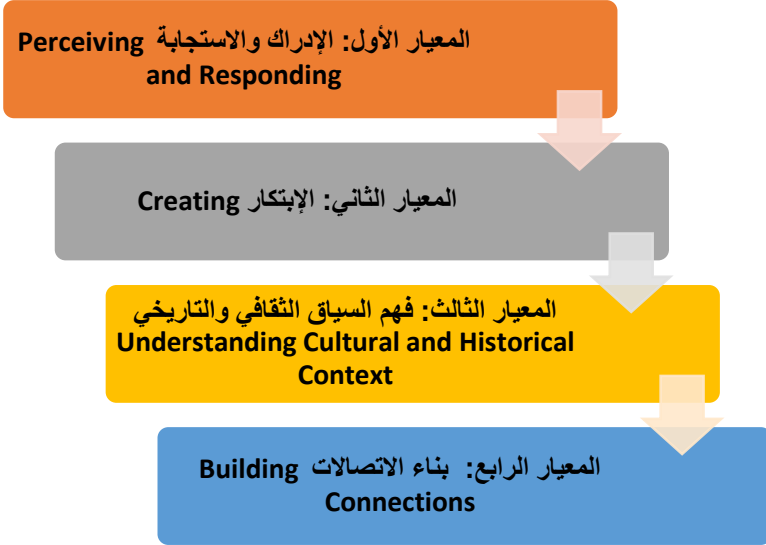 المعيار الأول: الإدراك والاستجابة Perceiving
and Responding
المعيار الثاني: الإبتكار Creating
المعيار الثالث: فهم السياق الثقافي والتاريخي
Understanding Cultural and Historical
Context
المعيار الرابع: بناء الاتصالات Building
Connections